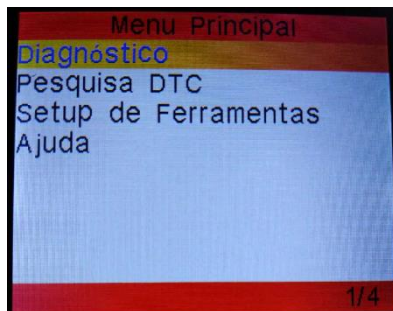 Menu Principal
Diagnóstico
Pesquisa DTC
Setup de Ferramentas
Ajuda
1/4